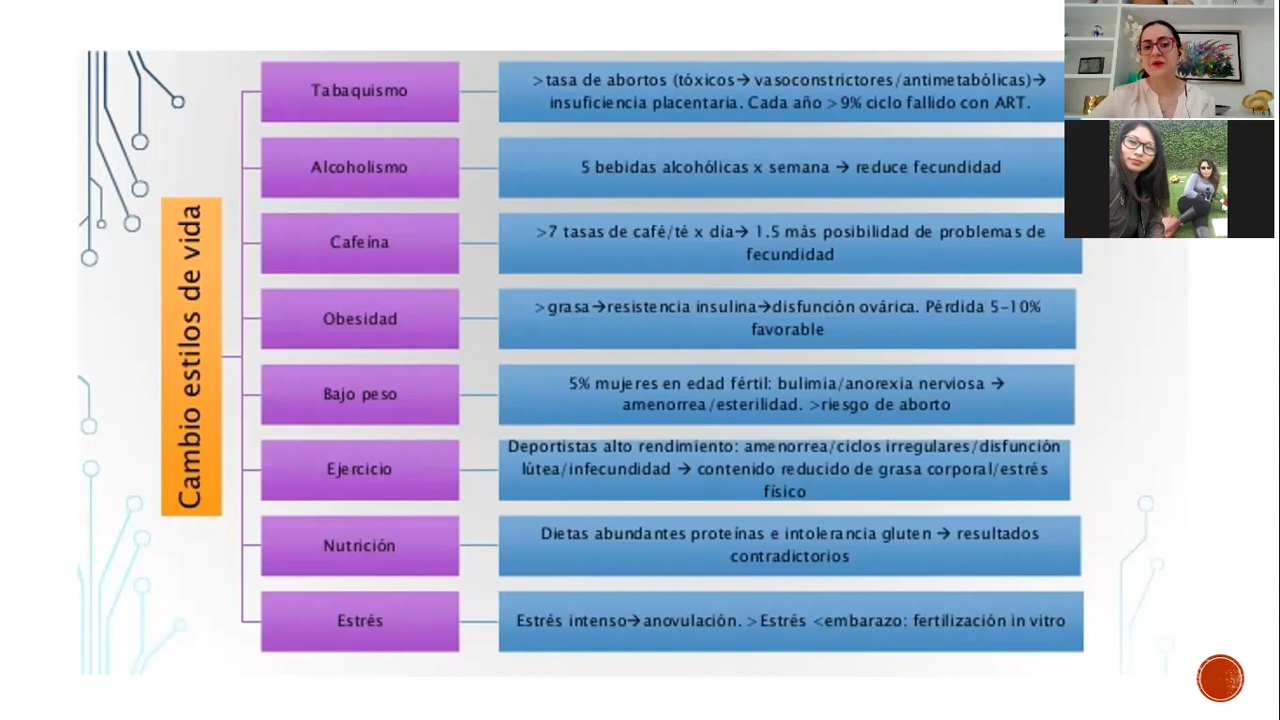 Cambio estilos de vida
Tabaquismo
>tasa de abortos (tóxicos→ vasoconstrictores/antimetabólicas)→
insuficiencia placentaria. Cada año >9% ciclo fallido con ART.
Alcoholismo
5 bebidas alcohólicas x semana → reduce fecundidad
Cafeína
>7 tasas de café/té x día→ 1.5 más posibilidad de problemas de
fecundidad
Obesidad
>grasa→resistencia insulina→disfunción ovárica. Pérdida 5-10%
favorable
Bajo peso
5% mujeres en edad fértil: bulimia/anorexia nerviosa →
amenorrea/esterilidad. >riesgo de aborto
Ejercicio
Deportistas alto rendimiento: amenorrea/ciclos irregulares/disfunción
lútea/infecundidad → contenido reducido de grasa corporal/estrés
físico
Nutrición
Dietas abundantes proteínas e intolerancia gluten → resultados
contradictorios
Estrés
Estrés intenso→anovulación. >Estrés <embarazo: fertilización in vitro